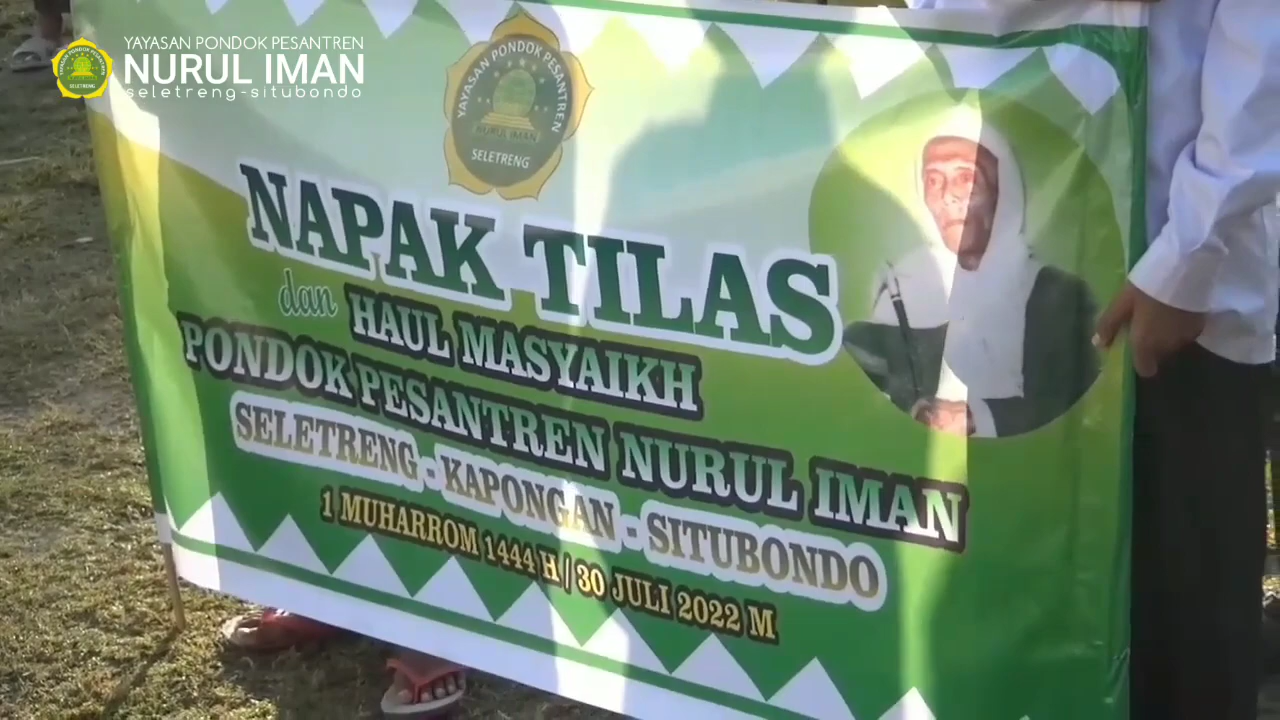 YAYASAN PONDOK PESANTREN
NURUL IMAN
seletreng-situbondo
YAYASAN PONDOK PESANTREN
NURUL IMAN
SELETRENG
NAPAK TILAS
dan HAUL MASYAIKH
PONDOK PESANTREN NURUL IMAN
SELETRENG - KAPONGAN - SITUBONDO
1 MUHARROM 1444 H / 30 JULI 2022 M